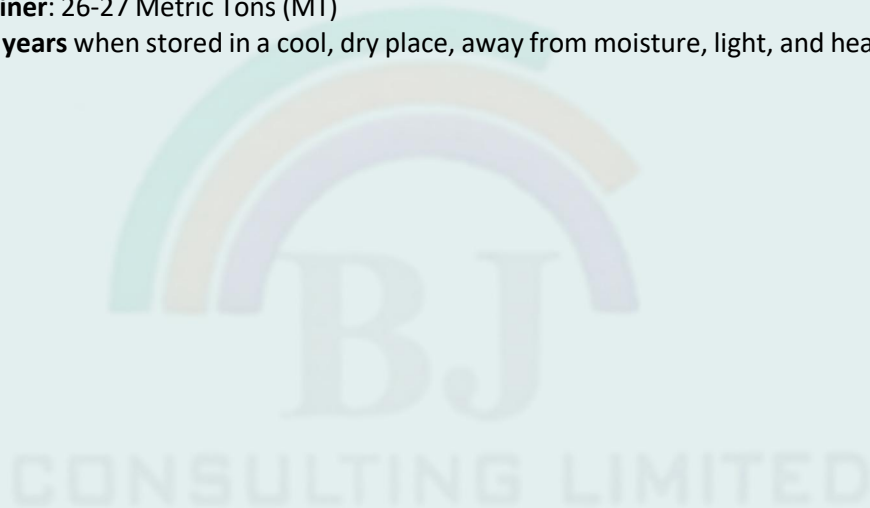 iner: 26-27 Metric Tons (MT)
years when stored in a cool, dry place, away from moisture, light, and hea
BJ
CONSULTING LIMITED